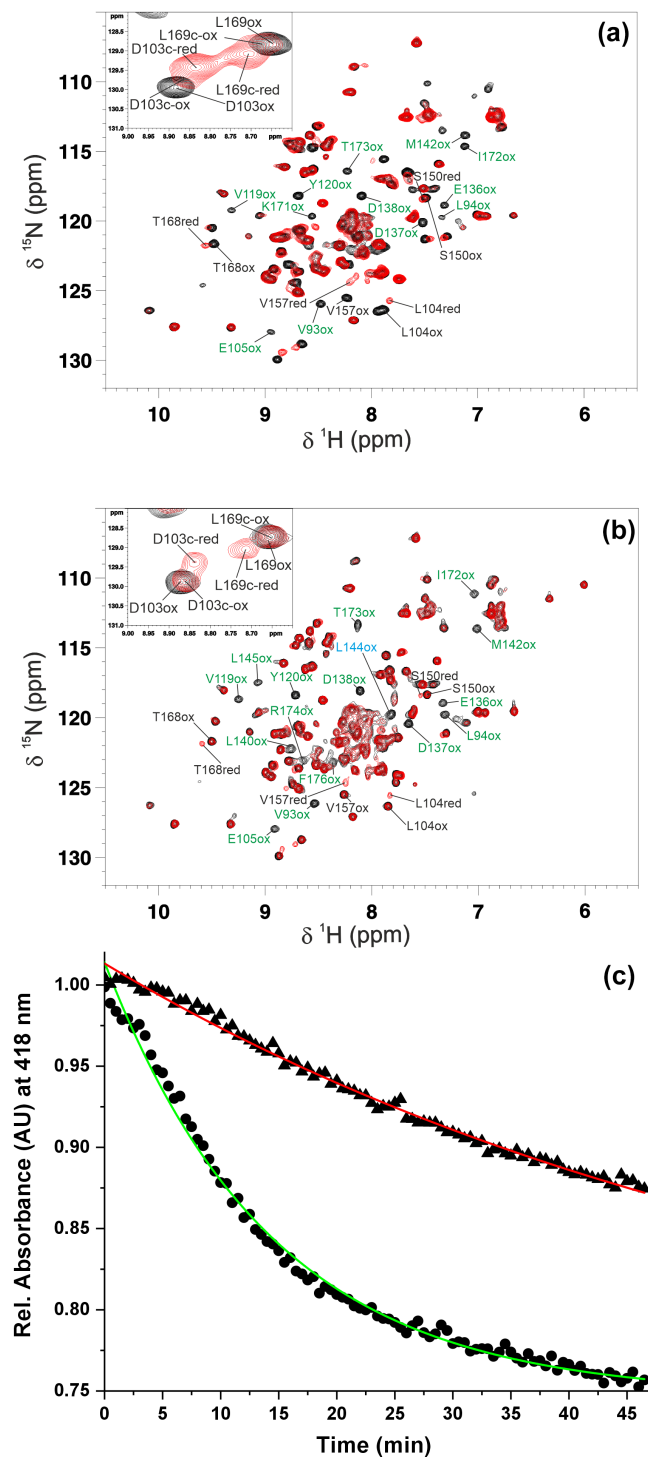 (a)
L169ox
L169c-ox
D103c-red
L169c-red
D103c-ox
D103ox
ppm
128.5
129.0
129.5
130.0
130.5
131.0
9.00 8.95 8.90 8.85 8.80 8.75 8.70 ppm
110
115
120
125
130
δ 15N (ppm)
M142ox
I172ox
T173ox
S150red
V119ox
Y120ox
E136ox
K171ox
D138ox
L94ox
T168red
D137ox
T168ox
S150ox
V157red
V157ox
L104red
V93ox
L104ox
E105ox
10 9 8 7 6
δ 1H (ppm)
(b)
L169c-ox
D103c-red
L169ox
L169c-red
D103ox
D103c-ox
ppm
128.5
129.0
129.5
130.0
130.5
131.0
9.00 8.95 8.90 8.85 8.80 8.75 8.70 ppm
110
115
120
125
130
δ 15N (ppm)
I172ox
T173ox
M142ox
L144ox
L145ox
S150red
V119ox
Y120ox
D138ox
S150ox
E136ox
T168ox
R174ox
L94ox
L140ox
D137ox
T168red
F176ox
V157red
V157ox
L104red
V93ox
L104ox
E105ox
10 9 8 7 6
δ 1H (ppm)
(c)
1.00
0.95
0.90
0.85
0.80
0.75
Rel. Absorbance (AU) at 418 nm
0 5 10 15 20 25 30 35 40 45
Time (min)